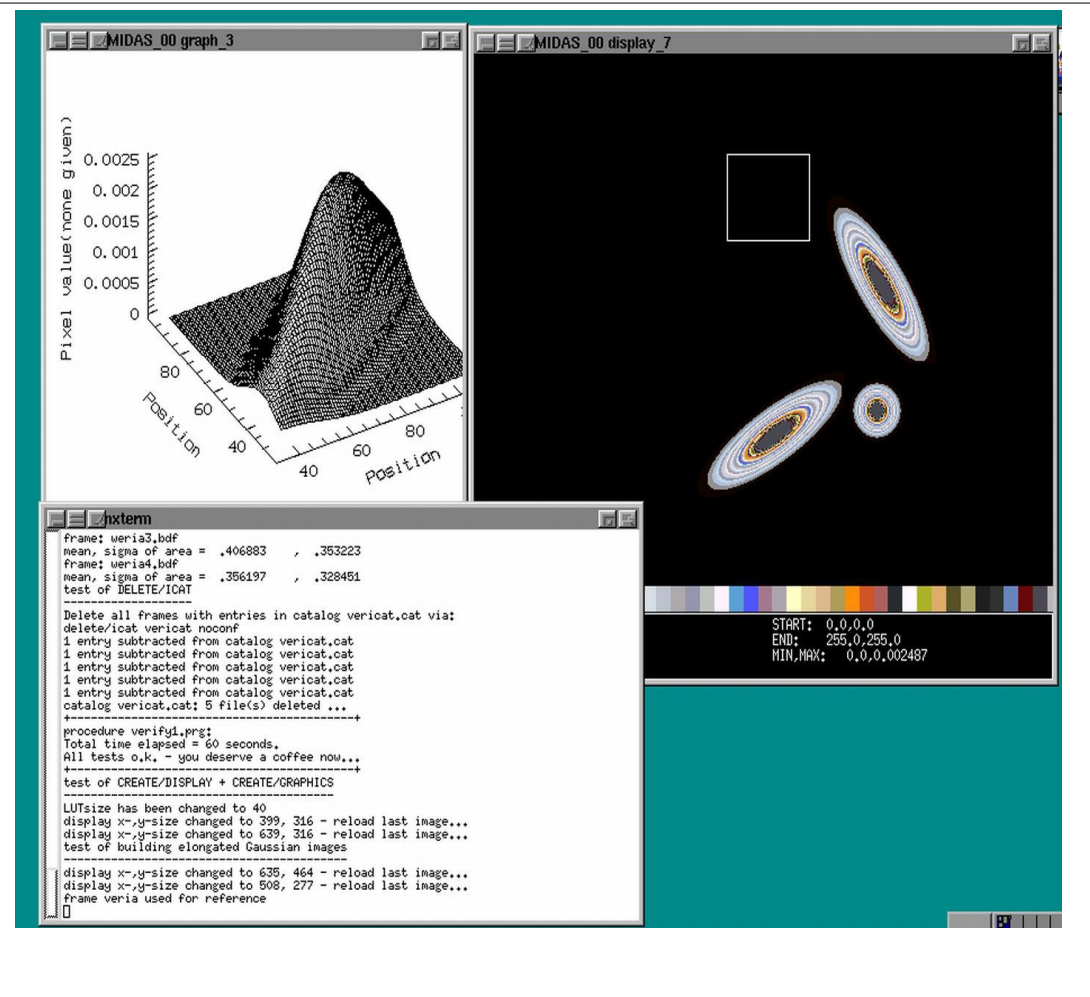 MIDAS_00 graph_3
Pixel value(none given)
0.0025
0.002
0.0015
0.001
0.0005
0
80
60
40
Position
40
60
80
Position
MIDAS_00 display_7
START: 0.0,0.0
END: 255.0,255.0
MIN,MAX: 0.0,0.002487
nxterm
frame: weria3.bdf
mean, sigma of area = .406883 , .353223
frame: weria4.bdf
mean, sigma of area = .356197 , .328451
test of DELETE/ICAT
-------------------
Delete all frames with entries in catalog vericat.cat via:
delete/icat vericat noconf
1 entry subtracted from catalog vericat.cat
1 entry subtracted from catalog vericat.cat
1 entry subtracted from catalog vericat.cat
1 entry subtracted from catalog vericat.cat
1 entry subtracted from catalog vericat.cat
catalog vericat.cat: 5 file(s) deleted ...
+------------------------------------------+
procedure verify1.prg:
Total time elapsed = 60 seconds.
All tests o.k. - you deserve a coffee now...
+------------------------------------------+
test of CREATE/DISPLAY + CREATE/GRAPHICS
----------------------------------------
LUTsize has been changed to 40
display x-,y-size changed to 399, 316 - reload last image...
display x-,y-size changed to 639, 316 - reload last image...
test of building elongated Gaussian images
------------------------------------------
display x-,y-size changed to 635, 464 - reload last image...
display x-,y-size changed to 508, 277 - reload last image...
frame veria used for reference